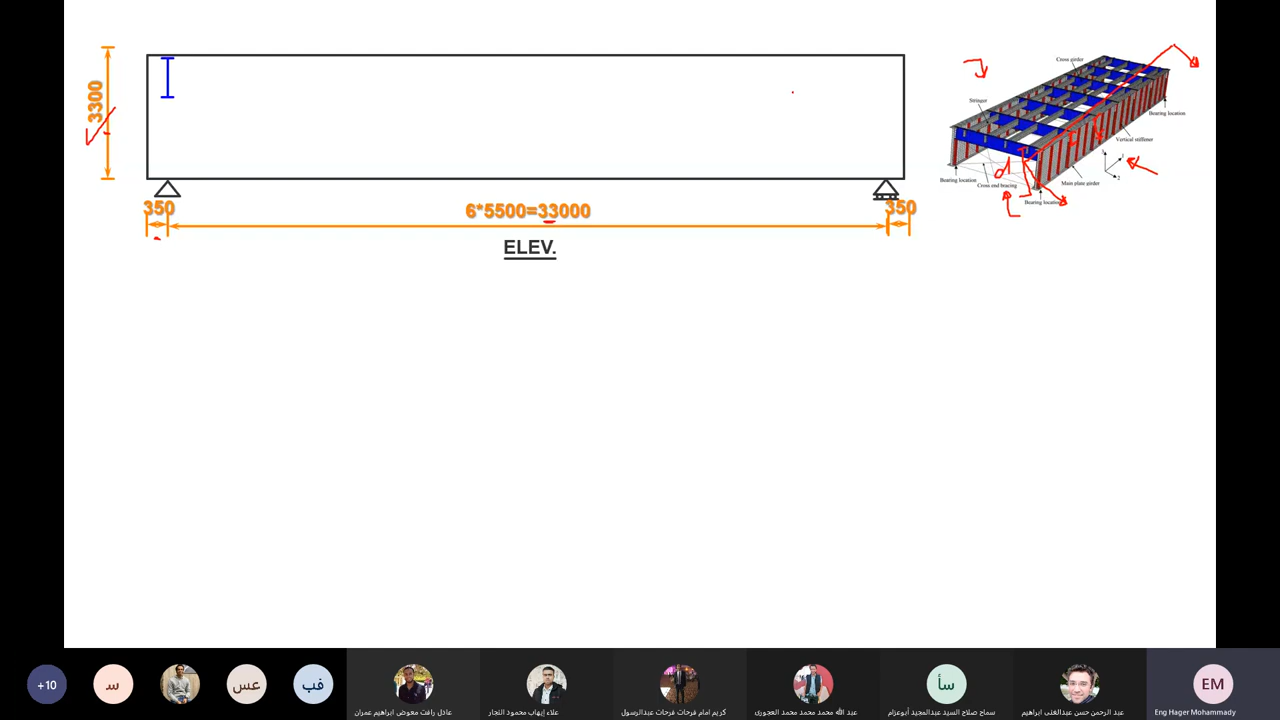 3300
350
6*5500=33000
350
ELEV.
Cross girder
Stringer
Bearing location
Vertical stiffener
Bearing location
Cross end bracing
Main plate girder
Bearing location
d
+10
س
عس
فب
سأ
EM
عادل رافت معوض ابراهيم عمران
علاء إيهاب محمود النجار
كريم امام فرحات فرحات عبدالرسول
عبد الله محمد محمد محمد العجوزى
سماح صلاح السيد عبدالمجيد أبوعزام
عبد الرحمن حسن عبدالغنى ابراهيم
Eng Hager Mohammady